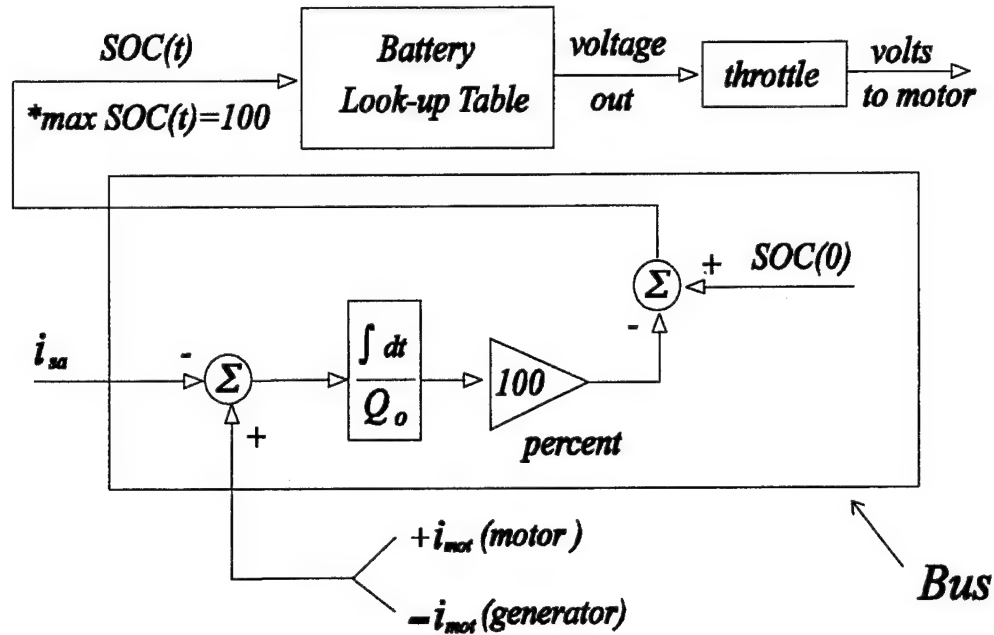 SOC(t)
*max SOC(t)=100
Battery
Look-up Table
voltage
out
throttle
volts
to motor
+ SOC(0)
Σ
-
i_sa
-
Σ
+
∫ dt
Q_o
100
percent
+i_mot (motor)
-i_mot (generator)
Bus